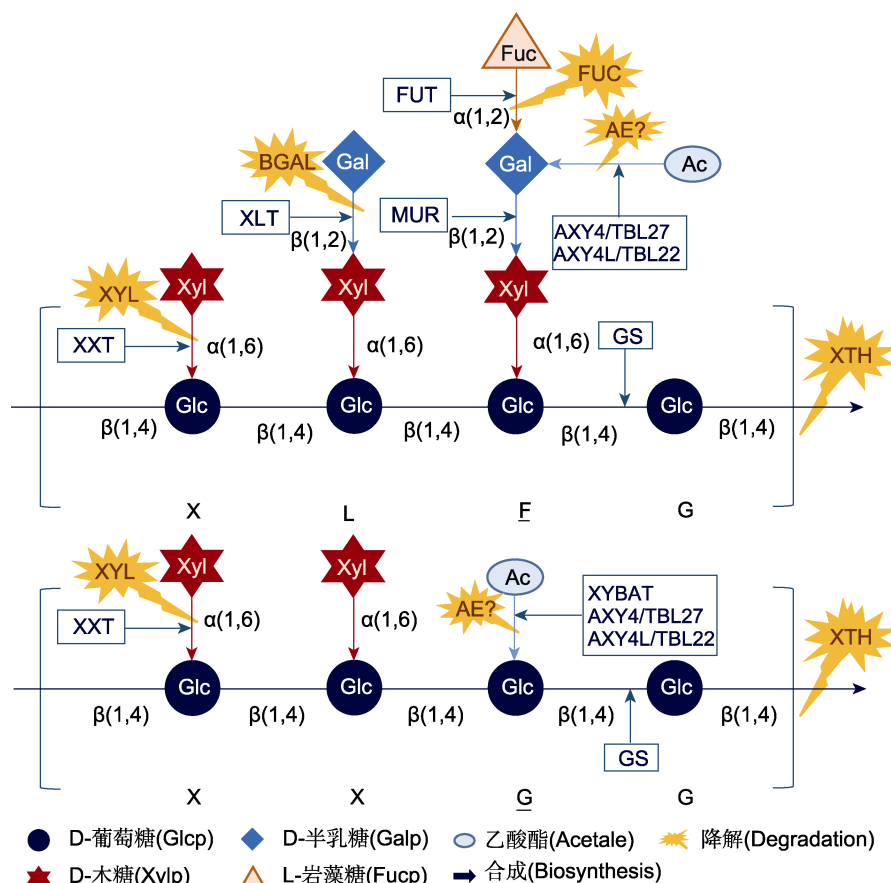 Fuc
FUC
FUT
α(1,2)
AE?
BGAL
Gal
Gal
Ac
XLT
MUR
β(1,2)
β(1,2)
AXY4/TBL27
AXY4L/TBL22
XYL
Xyl
Xyl
Xyl
XXT
α(1,6)
α(1,6)
α(1,6)
GS
XTH
Glc
Glc
Glc
Glc
β(1,4)
β(1,4)
β(1,4)
β(1,4)
β(1,4)
X
L
F
G
XYL
Xyl
Xyl
Ac
AE?
XYBAT
AXY4/TBL27
AXY4L/TBL22
XXT
α(1,6)
α(1,6)
XTH
Glc
Glc
Glc
Glc
β(1,4)
β(1,4)
β(1,4)
β(1,4)
β(1,4)
GS
X
X
G
G
D-葡萄糖(Glcp)
D-半乳糖(Galp)
乙酸酯(Acetale)
降解(Degradation)
D-木糖(Xylp)
L-岩藻糖(Fucp)
合成(Biosynthesis)